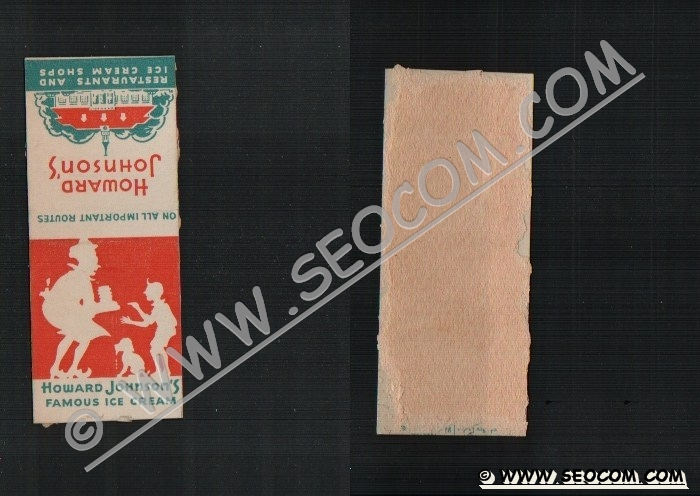 RESTAURANTS AND
ICE CREAM SHOPS
HOWARD
JOHNSON'S
ON ALL IMPORTANT ROUTES
HOWARD JOHNSON'S
FAMOUS ICE CREAM
© WWW.SEOCOM.COM
© WWW.SEOCOM.COM